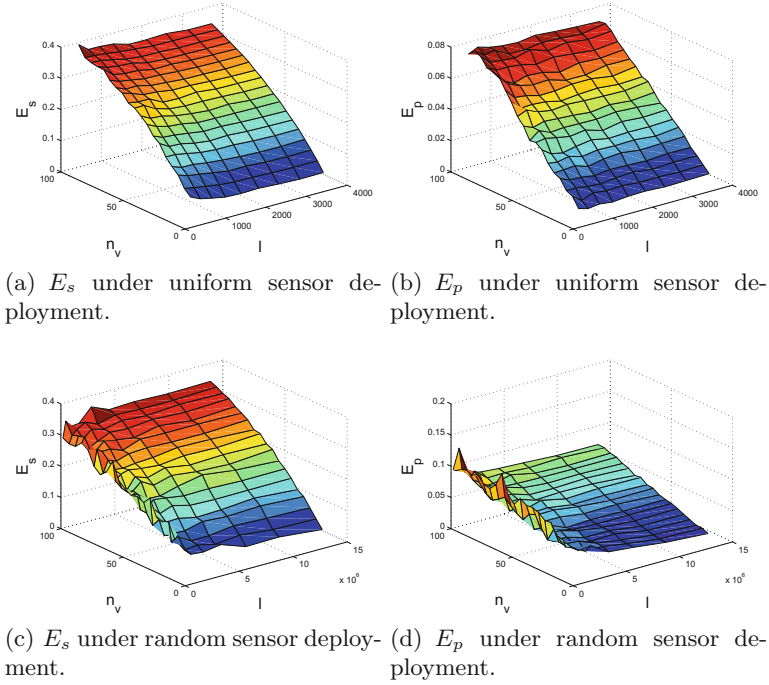 0.4
0.3
0.2
0.1
0
E_s
100
50
0
n_v
0
1000
2000
3000
4000
l
0.08
0.06
0.04
0.02
0
E_p
100
50
0
n_v
0
1000
2000
3000
4000
l
(a) E_s under uniform sensor de-
ployment.
(b) E_p under uniform sensor de-
ployment.
0.4
0.3
0.2
0.1
0
E_s
100
50
0
n_v
0
5
10
15
x 10^6
l
0.2
0.15
0.1
0.05
0
E_p
100
50
0
n_v
0
5
10
15
x 10^6
l
(c) E_s under random sensor deploy-
ment.
(d) E_p under random sensor de-
ployment.